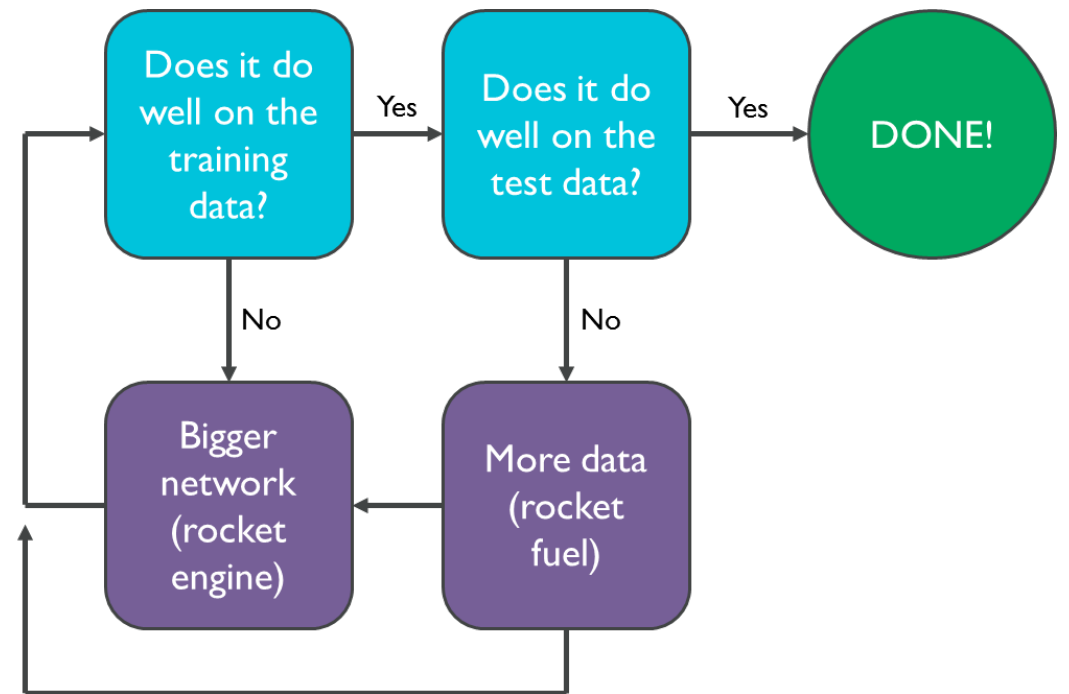 Does it do
well on the
training
data?
Yes
Does it do
well on the
test data?
Yes
DONE!
No
No
Bigger
network
(rocket
engine)
More data
(rocket
fuel)